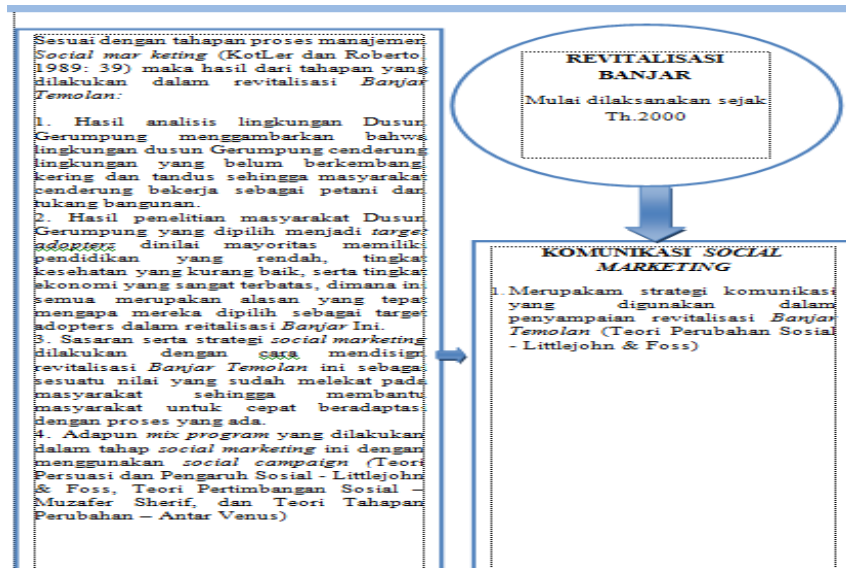 Sesuai dengan tahapan proses manajemen
Social mar keting (KotLer dan Roberto,
1989: 39) maka hasil dari tahapan yang
dilakukan dalam revitalisasi Banjar
Temolan:
1. Hasil analisis lingkungan Dusun
Gerumpung menggambarkan bahwa
lingkungan dusun Gerumpung cenderung
lingkungan yang belum berkembang,
kering dan tandus sehingga masyarakat
cenderung bekerja sebagai petani dan
tukang bangunan.
2. Hasil penelitian masyarakat Dusun
Gerumpung yang dipilih menjadi target
adopters dinilai mayoritas memiliki
pendidikan yang rendah, tingkat
kesehatan yang kurang baik, serta tingkat
ekonomi yang sangat terbatas, dimana ini
semua merupakan alasan yang tepat
mengapa mereka dipilih sebagai target
adopters dalam reitalisasi Banjar Ini.
3. Sasaran serta strategi social marketing
dilakukan dengan cara mendisign
revitalisasi Banjar Temolan ini sebagai
sesuatu nilai yang sudah melekat pada
masyarakat sehingga membantu
masyarakat untuk cepat beradaptasi
dengan proses yang ada.
4. Adapun mix program yang dilakukan
dalam tahap social marketing ini dengan
menggunakan social campaign (Teori
Persuasi dan Pengaruh Sosial - Littlejohn
& Foss, Teori Pertimbangan Sosial –
Muzafer Sherif, dan Teori Tahapan
Perubahan – Antar Venus)
REVITALISASI
BANJAR
Mulai dilaksanakan sejak
Th.2000
KOMUNIKASI SOCIAL
MARKETING
1. Merupakam strategi komunikasi
yang digunakan dalam
penyampaian revitalisasi Banjar
Temolan (Teori Perubahan Sosial
- Littlejohn & Foss)